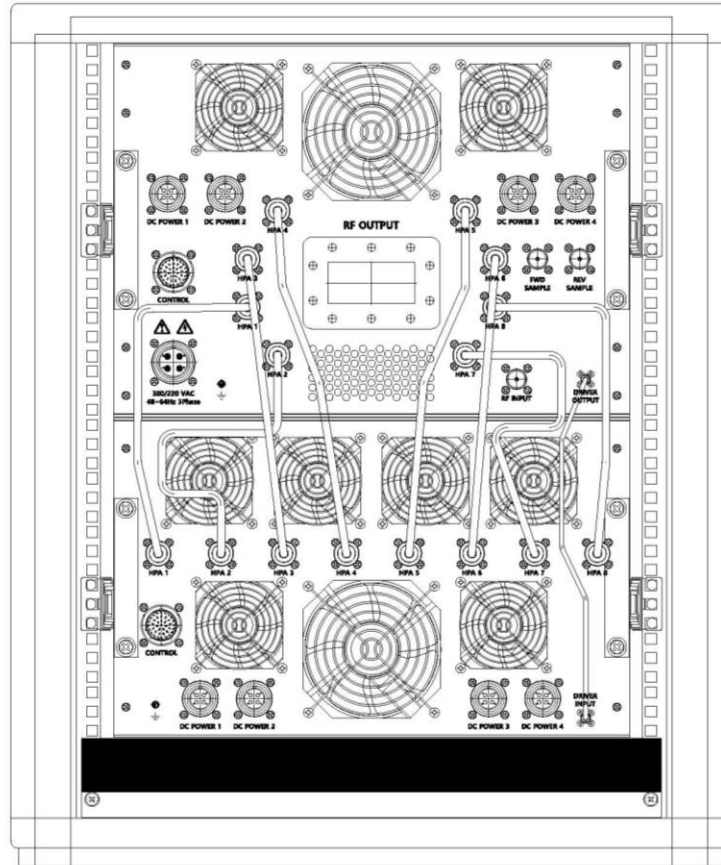 DC POWER 1
DC POWER 2
HPA 4
RF OUTPUT
HPA 5
DC POWER 3
DC POWER 4
HPA 3
HPA 6
FWD
SAMPLE
REV
SAMPLE
CONTROL
HPA 1
HPA 8
HPA 2
HPA 7
380/220 VAC
48~64Hz 3Phase
RF INPUT
DRIVER
OUTPUT
HPA 1
HPA 2
HPA 3
HPA 4
HPA 5
HPA 6
HPA 7
HPA 8
CONTROL
DC POWER 1
DC POWER 2
DC POWER 3
DC POWER 4
DRIVER
INPUT